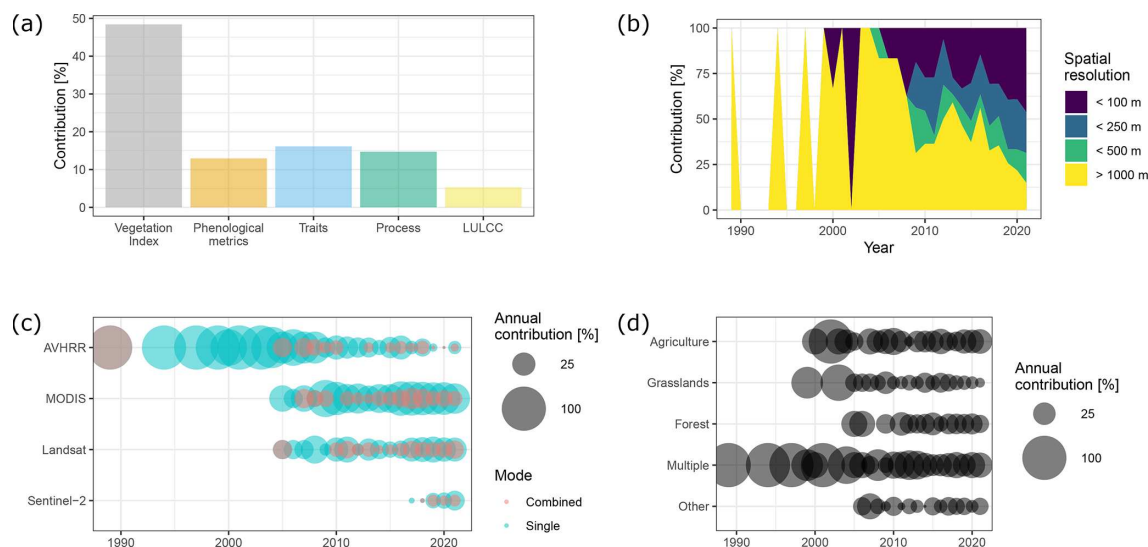 (a)
Contribution [%]
50
40
30
20
10
0
Vegetation
Index
Phenological
metrics
Traits
Process
LULCC
(b)
Contribution [%]
100
75
50
25
0
1990
2000
2010
2020
Year
Spatial
resolution
< 100 m
< 250 m
< 500 m
> 1000 m
(c)
AVHRR
MODIS
Landsat
Sentinel-2
1990
2000
2010
2020
Annual
contribution [%]
25
100
Mode
Combined
Single
(d)
Agriculture
Grasslands
Forest
Multiple
Other
1990
2000
2010
2020
Annual
contribution [%]
25
100